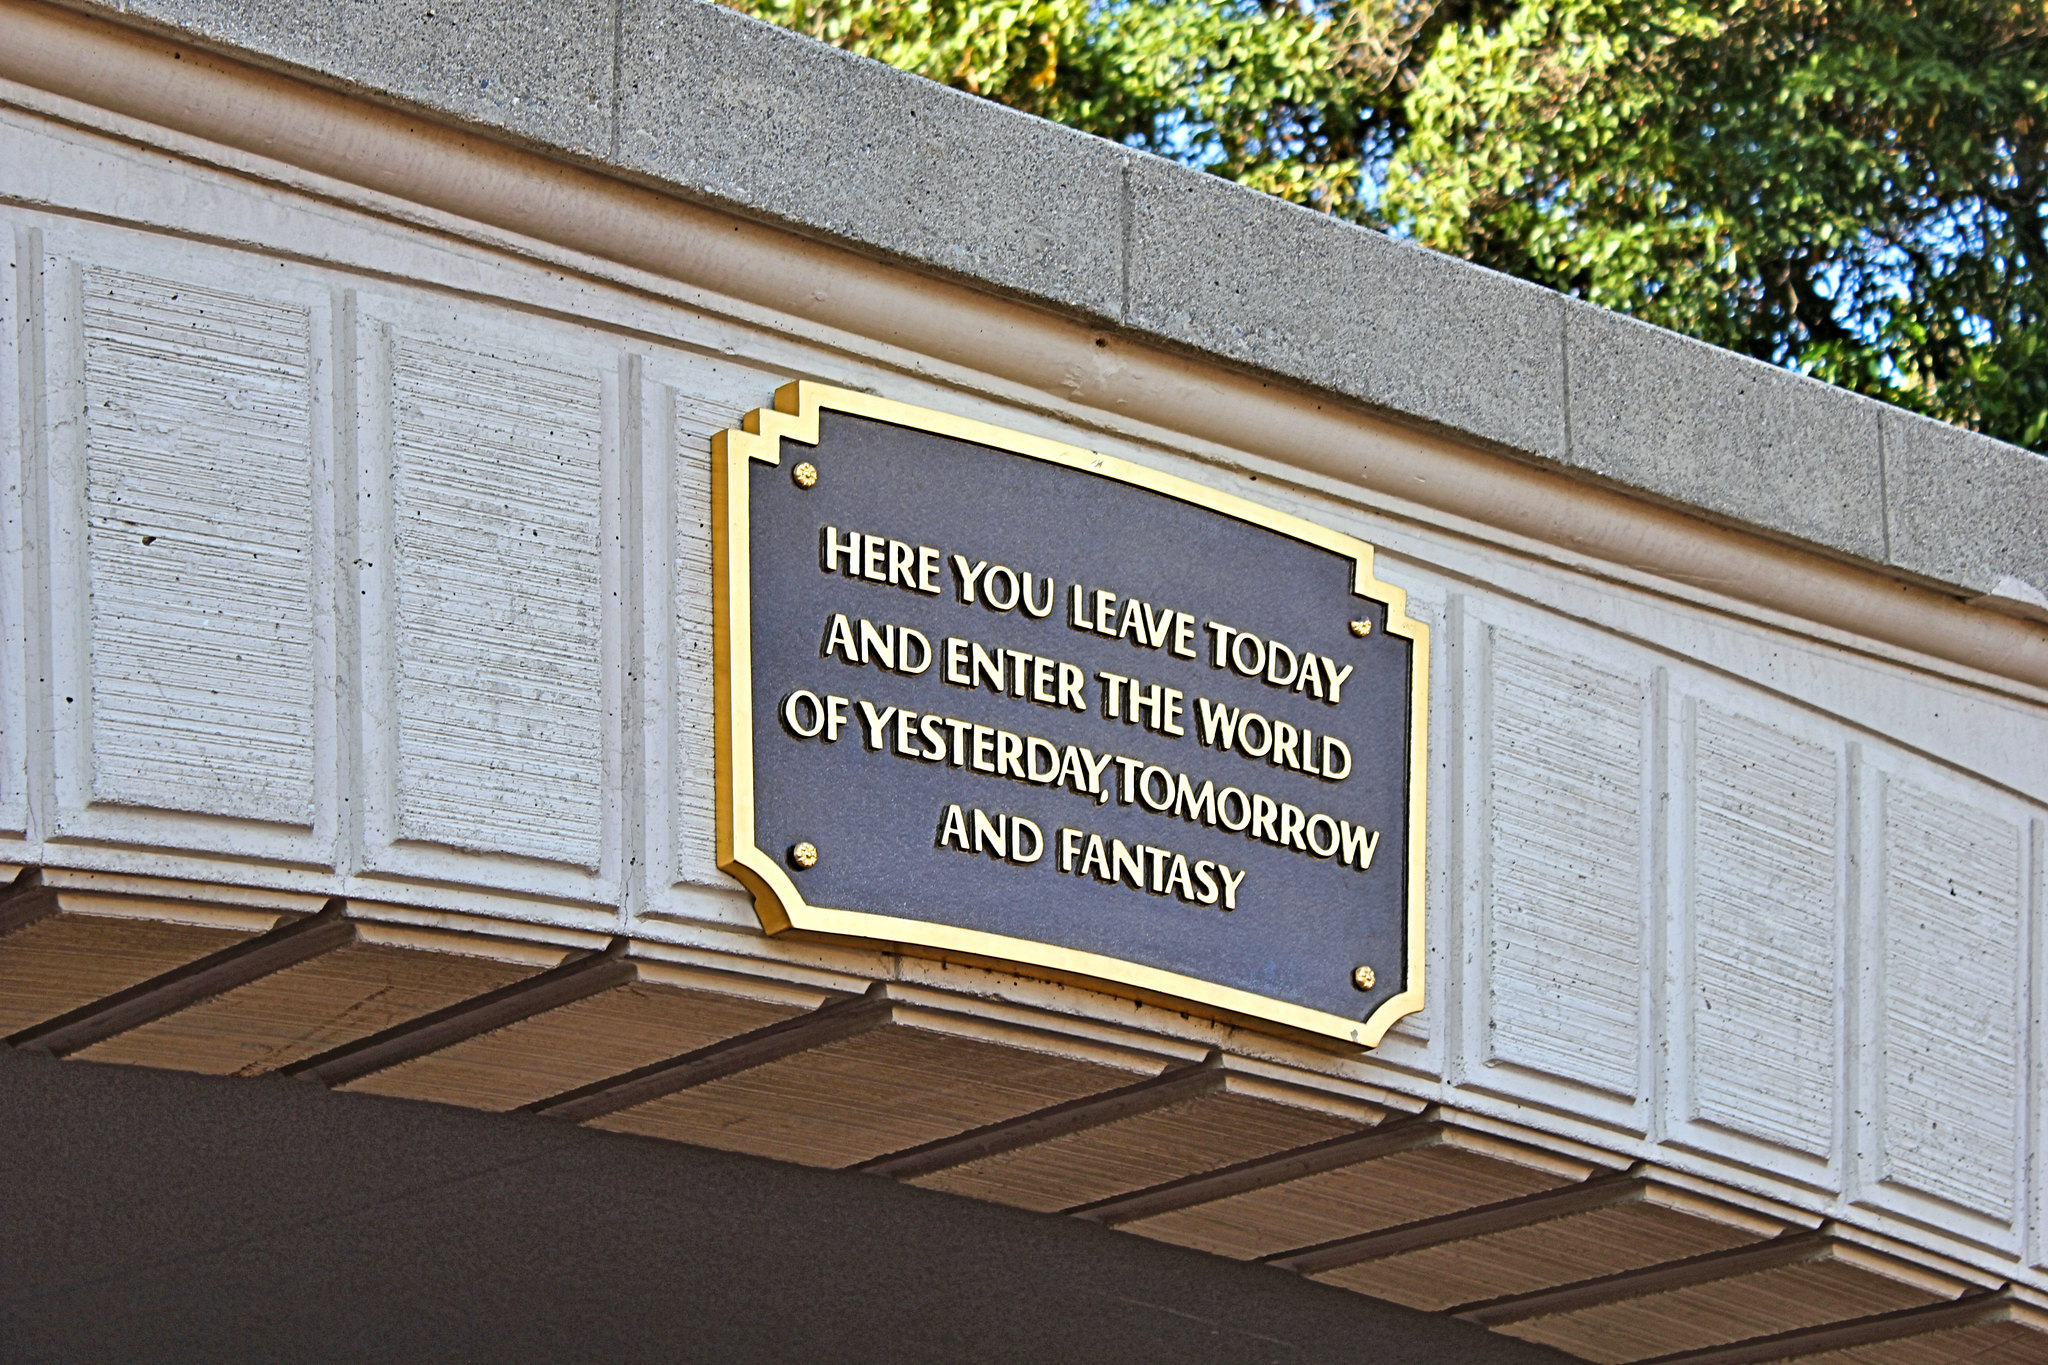 HERE YOU LEAVE TODAY
AND ENTER THE WORLD
OF YESTERDAY, TOMORROW
AND FANTASY